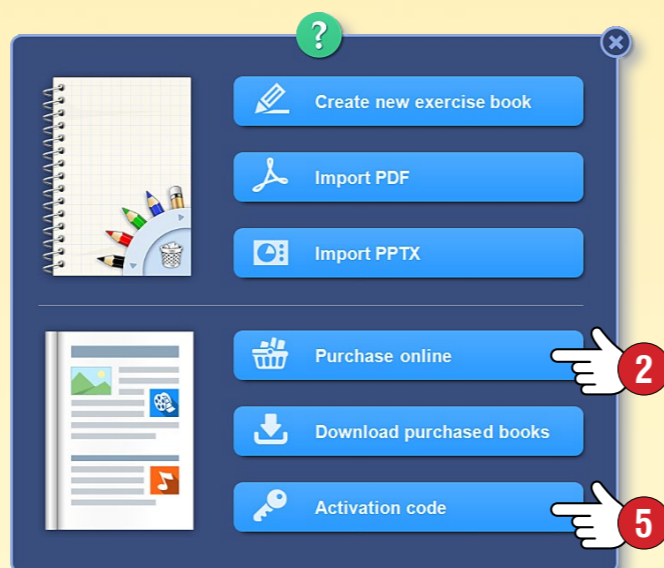 ?
Create new exercise book
Import PDF
Import PPTX
Purchase online
2
Download purchased books
Activation code
5